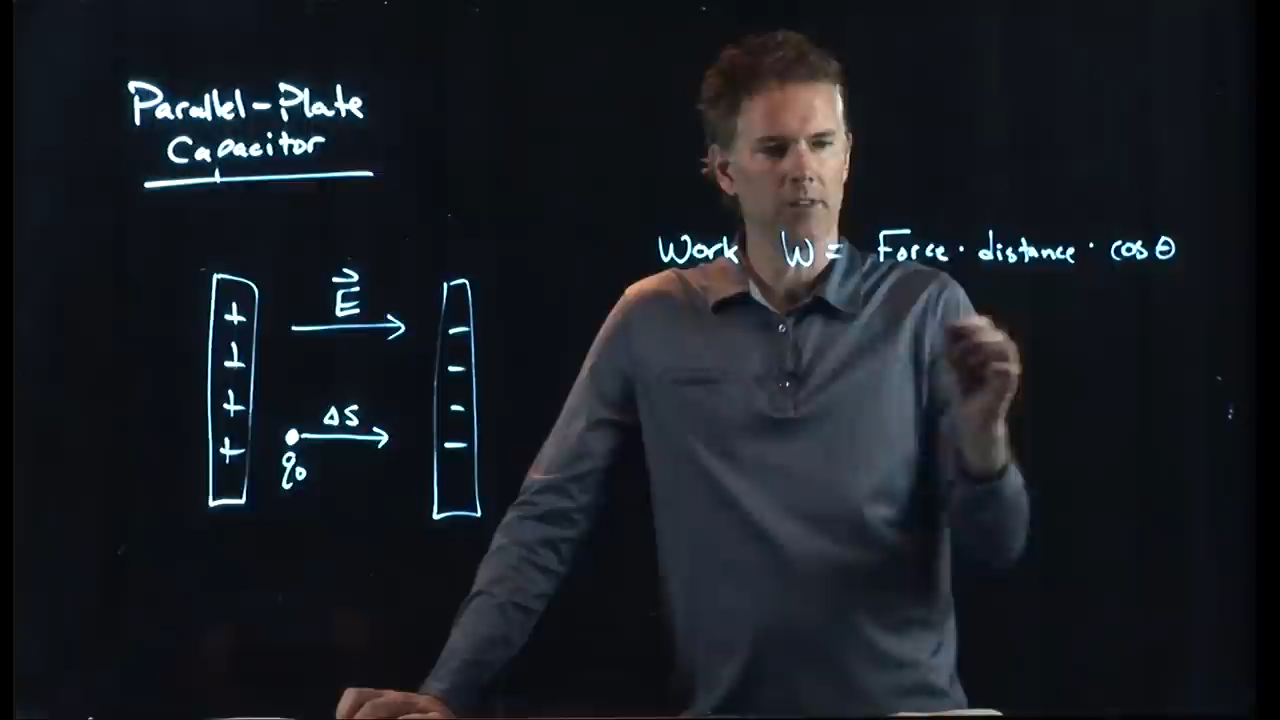 Parallel-Plate
Capacitor
Work W = Force · distance · cos θ
E⃗
+ −
+ −
+ −
+ −
ΔS
q₀